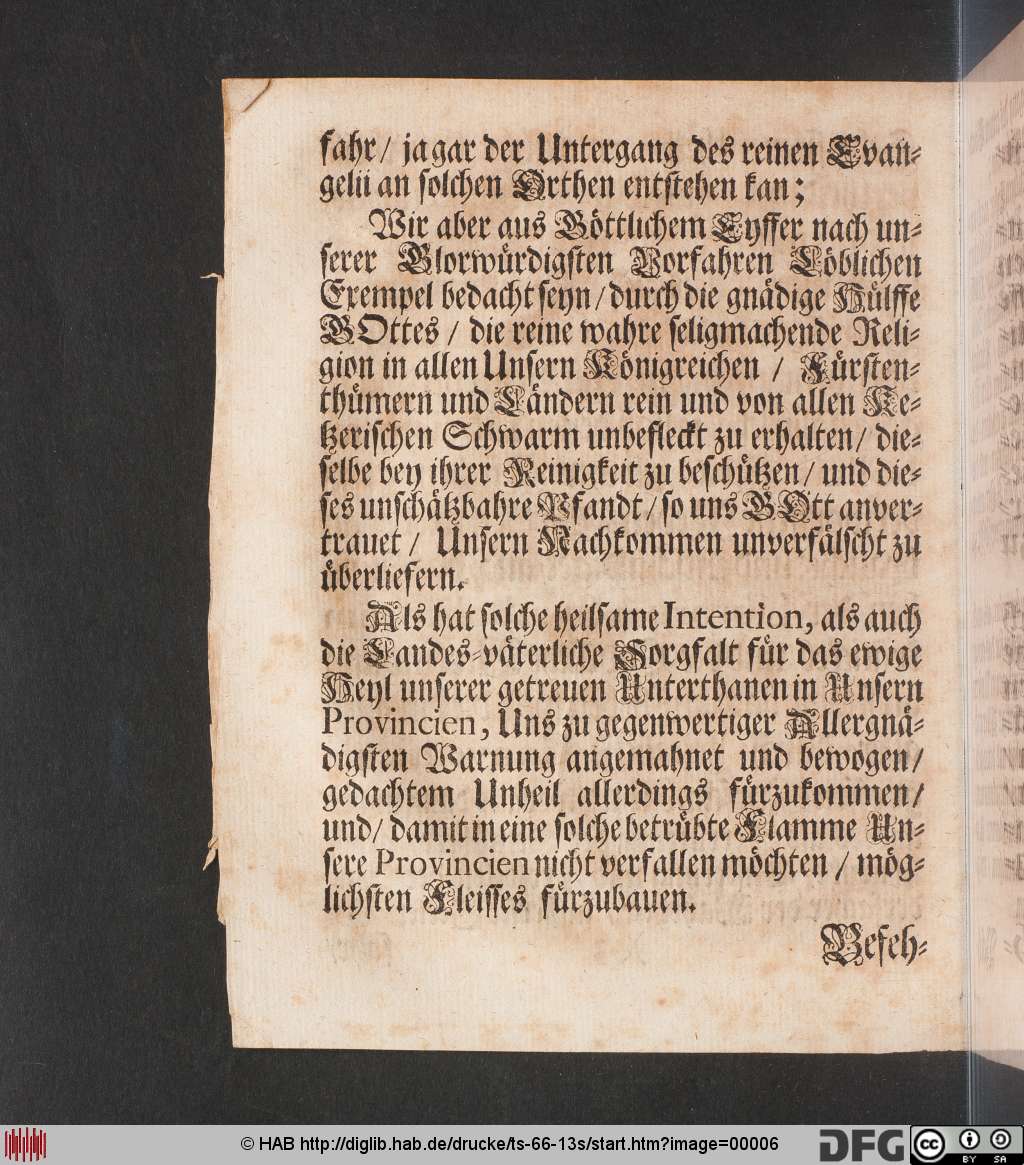 fahr/ ja gar der Untergang des reinen Evan-
gelii an solchen Orthen entstehen kan;
Wir aber aus Göttlichem Eyffer nach un-
serer Glorwürdigsten Vorfahren Löblichen
Exempel bedacht seyn/ durch die gnädige Hülffe
GOttes / die reine wahre seligmachende Reli-
gion in allen Unsern Königreichen / Fürsten-
thümern und Ländern rein und von allen Ke-
tzerischen Schwarm unbefleckt zu erhalten/ die-
selbe bey ihrer Reinigkeit zu beschützen/ und die-
ses unschätzbahre Pfandt/ so uns GOtt anver-
trauet / Unsern Nachkommen unverfälscht zu
überliefern.
Als hat solche heilsame Intention, als auch
die Landes-väterliche Sorgfalt für das ewige
Heyl unserer getreuen Unterthanen in Unsern
Provincien, Uns zu gegenwertiger Allergnä-
digsten Warnung angemahnet und bewogen/
gedachtem Unheil allerdings fürzukommen/
und/ damit in eine solche betrübte Flamme Un-
sere Provincien nicht verfallen möchten / mög-
lichsten Fleisses fürzubauen.
Befeh-
© HAB http://diglib.hab.de/drucke/ts-66-13s/start.htm?image=00006
DFG
cc BY SA